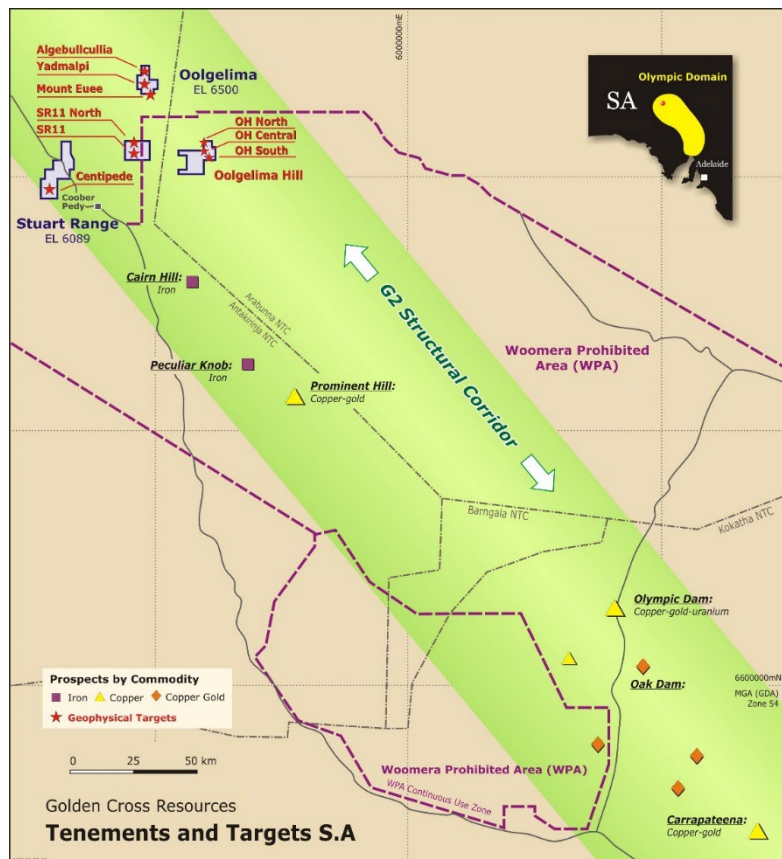 6000000mE
Algebullcullia
Yadmalpi
Mount Euee
Oolgelima
EL 6500
SR11 North
SR11
OH North
OH Central
OH South
Oolgelima Hill
Centipede
Coober
Pedy
Stuart Range
EL 6089
Olympic Domain
SA
Adelaide
Cairn Hill:
Iron
Arabunna NTC
Antakirinja NTC
G2 Structural Corridor
Woomera Prohibited
Area (WPA)
Peculiar Knob:
Iron
Prominent Hill:
Copper-gold
Barngala NTC
Kokatha NTC
Olympic Dam:
Copper-gold-uranium
Oak Dam:
6600000mN
MGA (GDA)
Zone 54
Prospects by Commodity
Iron Copper Copper Gold
Geophysical Targets
0 25 50 km
Woomera Prohibited Area (WPA)
WPA Continuous Use Zone
Golden Cross Resources
Tenements and Targets S.A
Carrapateena:
Copper-gold